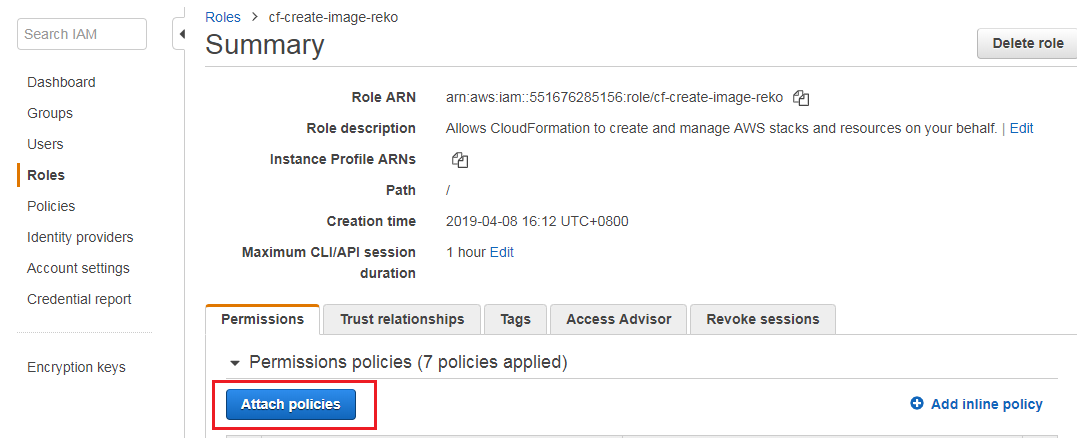 Search IAM
Dashboard
Groups
Users
Roles
Policies
Identity providers
Account settings
Credential report
Encryption keys
Roles > cf-create-image-reko
Summary
Delete role
Role ARN arn:aws:iam::551676285156:role/cf-create-image-reko
Role description Allows CloudFormation to create and manage AWS stacks and resources on your behalf. | Edit
Instance Profile ARNs
Path /
Creation time 2019-04-08 16:12 UTC+0800
Maximum CLI/API session 1 hour Edit
duration
Permissions Trust relationships Tags Access Advisor Revoke sessions
Permissions policies (7 policies applied)
Attach policies Add inline policy